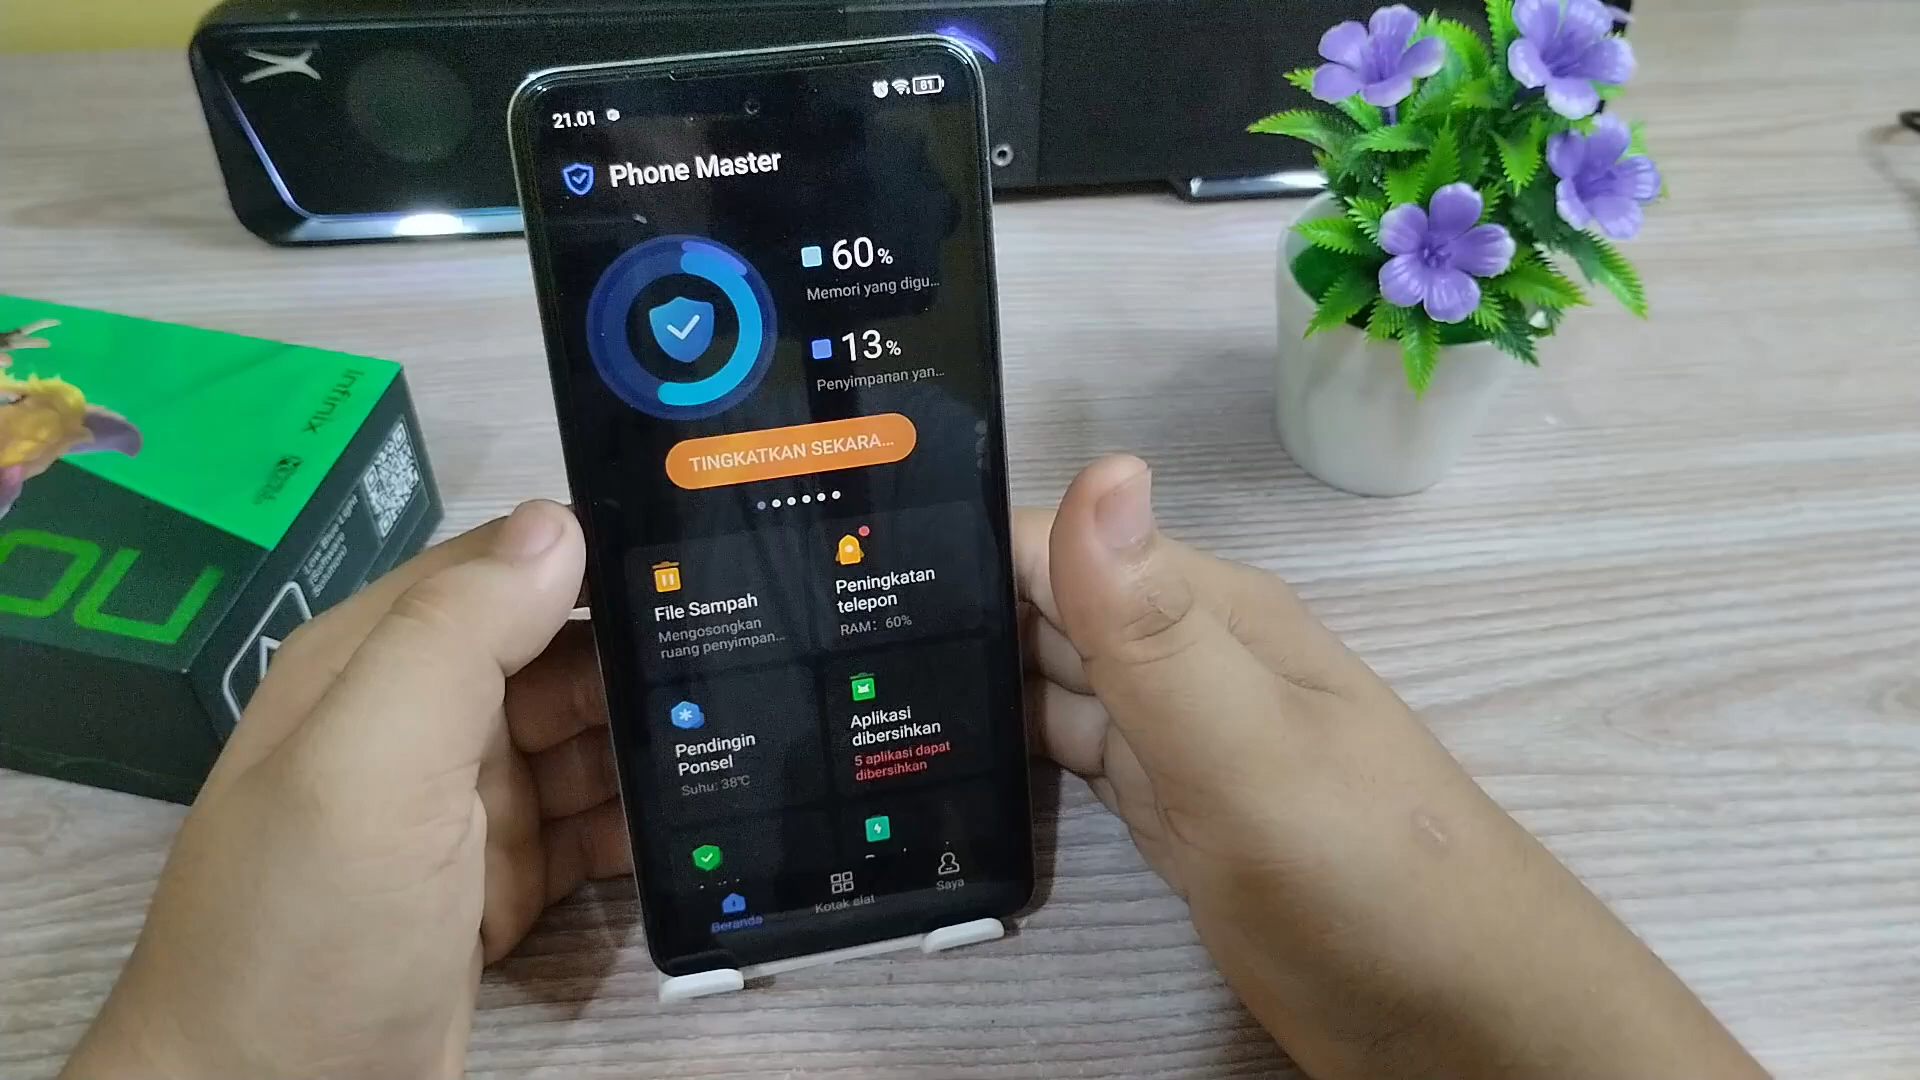 21.01
81
Phone Master
60%
Memori yang digu...
13%
Penyimpanan yan...
TINGKATKAN SEKARA...
File Sampah
Mengosongkan
ruang penyimpan...
Peningkatan
telepon
RAM: 60%
Pendingin
Ponsel
Suhu: 38°C
Aplikasi
dibersihkan
5 aplikasi dapat
dibersihkan
Beranda
Kotak alat
Saya
Infinix